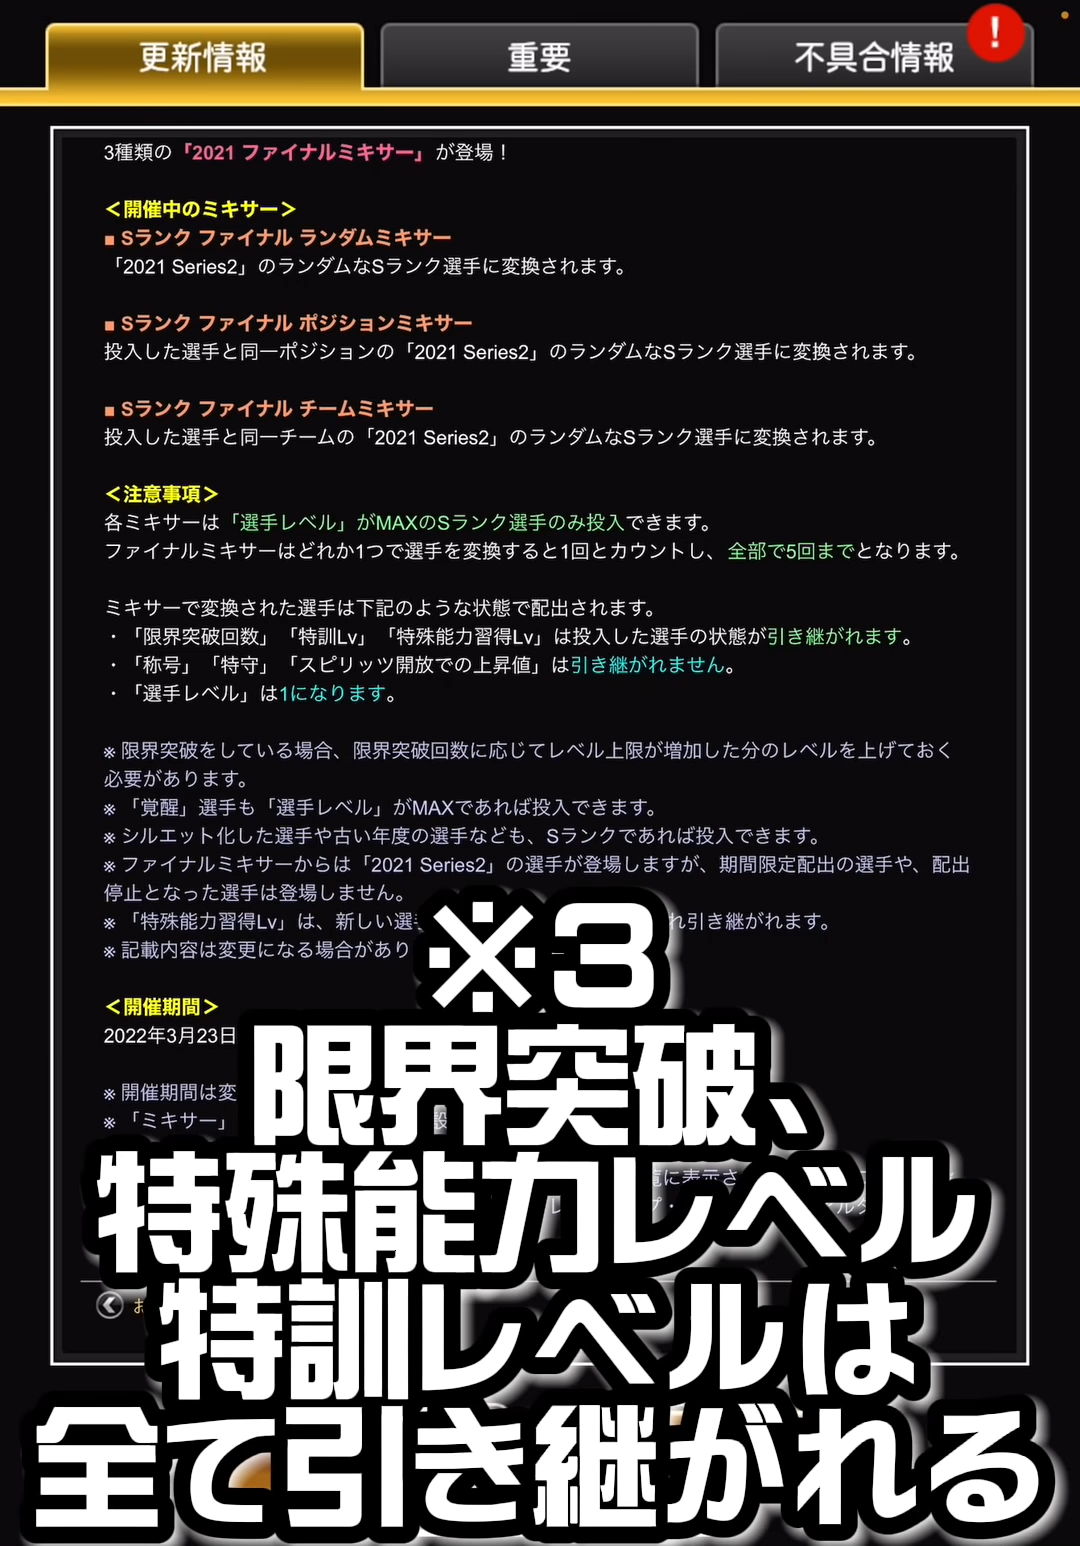 更新情報
重要
不具合情報
!
3種類の「2021 ファイナルミキサー」が登場！
＜開催中のミキサー＞
■ Sランク ファイナル ランダムミキサー
「2021 Series2」のランダムなSランク選手に変換されます。
■ Sランク ファイナル ポジションミキサー
投入した選手と同一ポジションの「2021 Series2」のランダムなSランク選手に変換されます。
■ Sランク ファイナル チームミキサー
投入した選手と同一チームの「2021 Series2」のランダムなSランク選手に変換されます。
＜注意事項＞
各ミキサーは「選手レベル」がMAXのSランク選手のみ投入できます。
ファイナルミキサーはどれか1つで選手を変換すると1回とカウントし、全部で5回までとなります。
ミキサーで変換された選手は下記のような状態で配出されます。
・「限界突破回数」「特訓Lv」「特殊能力習得Lv」は投入した選手の状態が引き継がれます。
・「称号」「特守」「スピリッツ開放での上昇値」は引き継がれません。
・「選手レベル」は1になります。
※ 限界突破をしている場合、限界突破回数に応じてレベル上限が増加した分のレベルを上げておく
必要があります。
※ 「覚醒」選手も「選手レベル」がMAXであれば投入できます。
※ シルエット化した選手や古い年度の選手なども、Sランクであれば投入できます。
※ ファイナルミキサーからは「2021 Series2」の選手が登場しますが、期間限定配出の選手や、配出
停止となった選手は登場しません。
※ 「特殊能力習得Lv」は、新しい選 れ引き継がれます。
※ 記載内容は変更になる場合があり
＜開催期間＞
2022年3月23日
※ 開催期間は変
※ 「ミキサー」
※3
限界突破、
特殊能力レベル
特訓レベルは
全て引き継がれる